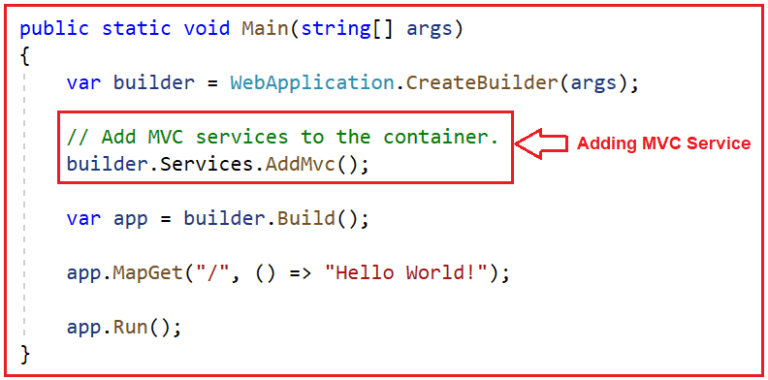 public static void Main(string[] args)
{
var builder = WebApplication.CreateBuilder(args);
// Add MVC services to the container.
builder.Services.AddMvc();
Adding MVC Service
var app = builder.Build();
app.MapGet("/", () => "Hello World!");
app.Run();
}